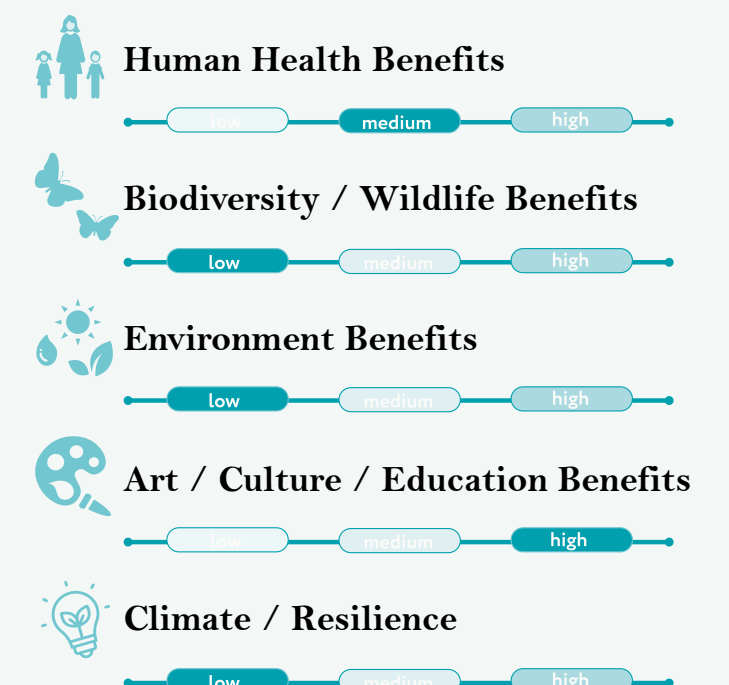 Human Health Benefits
low medium high
Biodiversity / Wildlife Benefits
low medium high
Environment Benefits
low medium high
Art / Culture / Education Benefits
low medium high
Climate / Resilience
low medium high